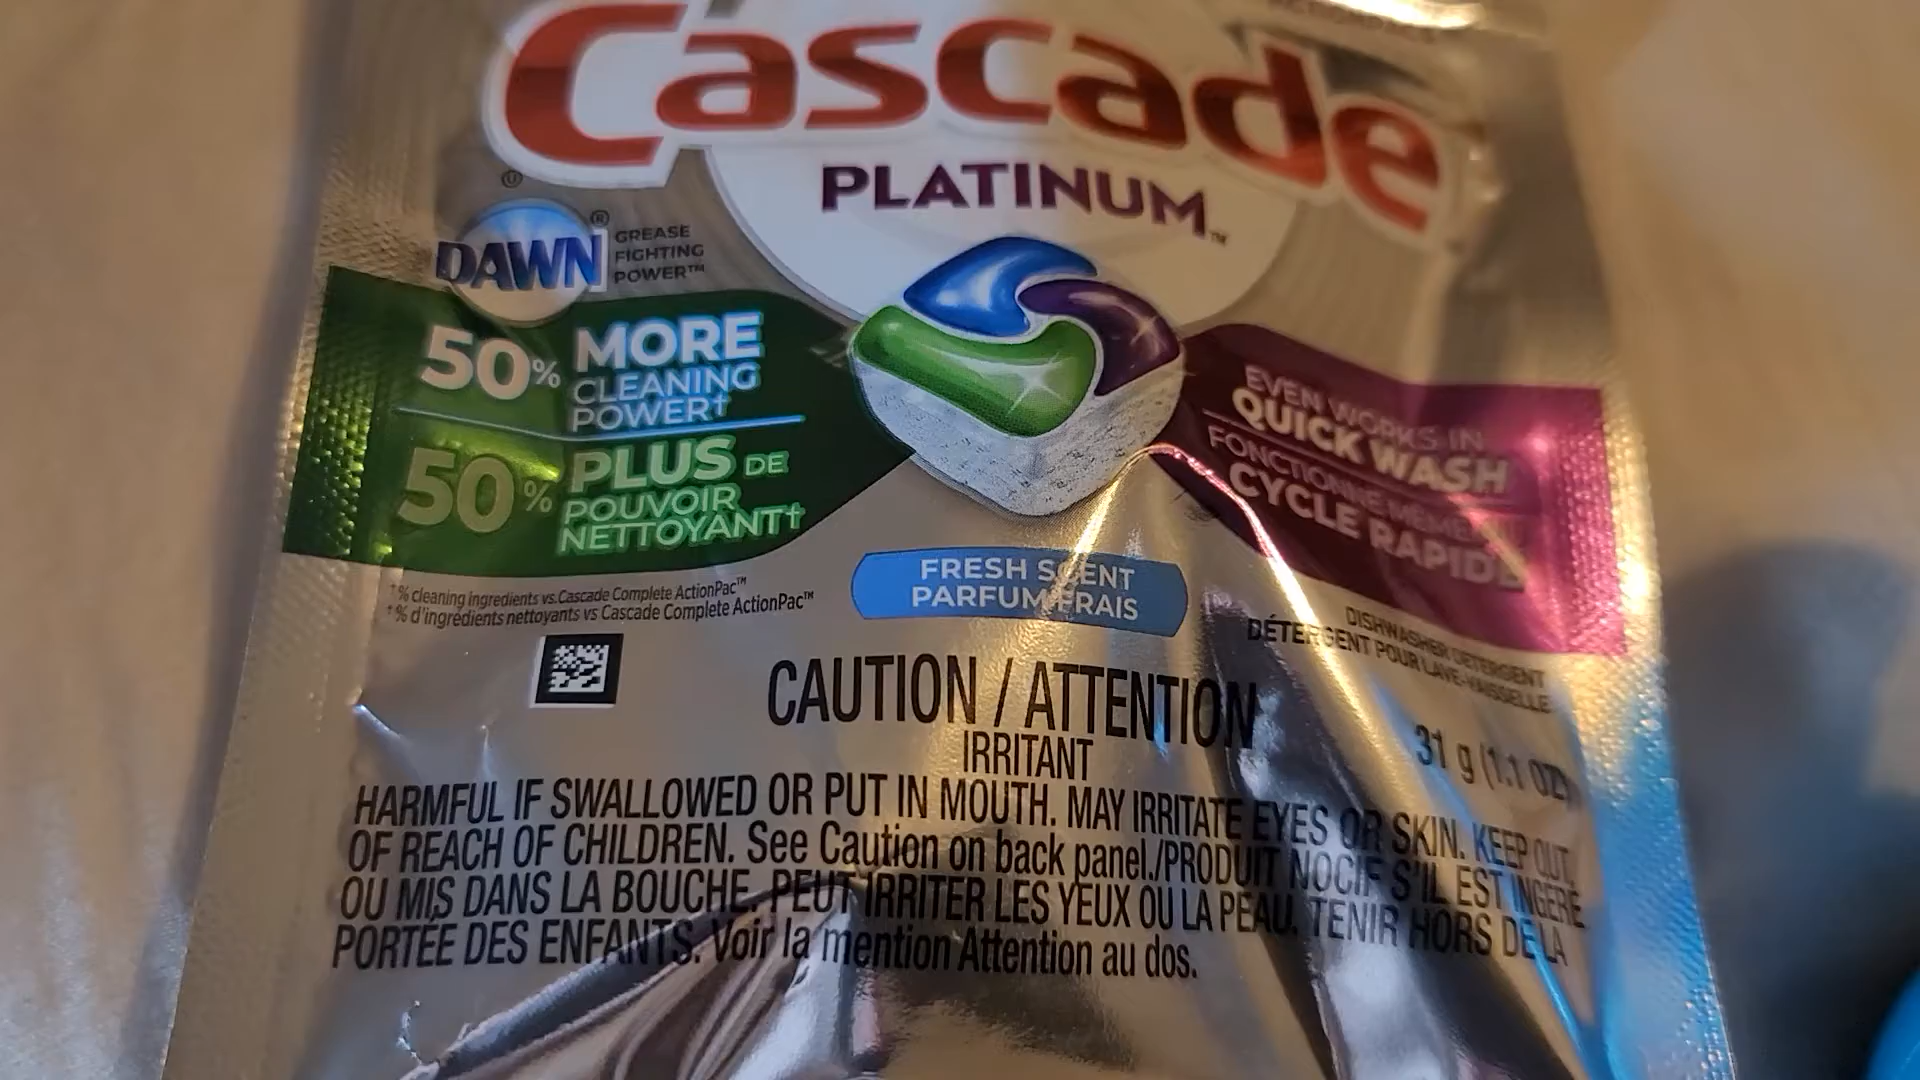 Cascade
PLATINUM™
Ⓤ
DAWN®
GREASE
FIGHTING
POWER™
50% MORE
CLEANING
POWER†
50% PLUS DE
POUVOIR
NETTOYANT†
EVEN WORKS IN
QUICK WASH
FONCTIONNE MÊME
CYCLE RAPIDE
†% cleaning ingredients vs. Cascade Complete ActionPac™
†% d'ingrédients nettoyants vs Cascade Complete ActionPac™
FRESH SCENT
PARFUM FRAIS
DISHWASHER DETERGENT
DÉTERGENT POUR LAVE-VAISSELLE
31 g (1.1 OZ)
CAUTION / ATTENTION
IRRITANT
HARMFUL IF SWALLOWED OR PUT IN MOUTH. MAY IRRITATE EYES OR SKIN. KEEP OUT
OF REACH OF CHILDREN. See Caution on back panel./PRODUIT NOCIF S'IL EST INGÉRÉ
OU MIS DANS LA BOUCHE. PEUT IRRITER LES YEUX OU LA PEAU. TENIR HORS DE LA
PORTÉE DES ENFANTS. Voir la mention Attention au dos.